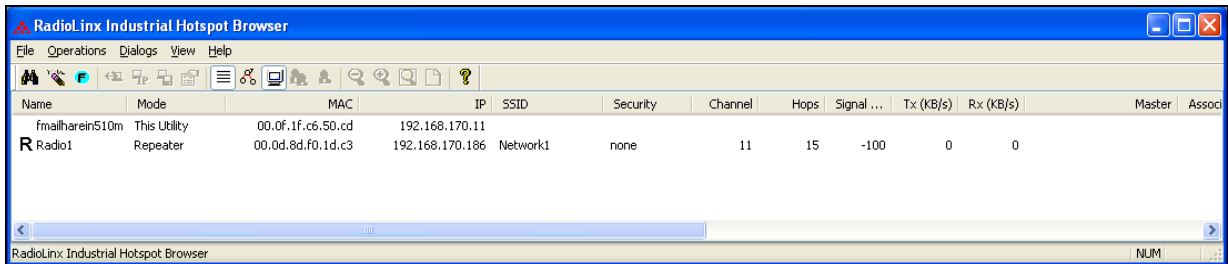 RadioLinx Industrial Hotspot Browser
File Operations Dialogs View Help
F P ?
Name Mode MAC IP SSID Security Channel Hops Signal ... Tx (KB/s) Rx (KB/s) Master Associ
fmailharein510m This Utility 00.0f.1f.c6.50.cd 192.168.170.11
R Radio1 Repeater 00.0d.8d.f0.1d.c3 192.168.170.186 Network1 none 11 15 -100 0 0
RadioLinx Industrial Hotspot Browser NUM